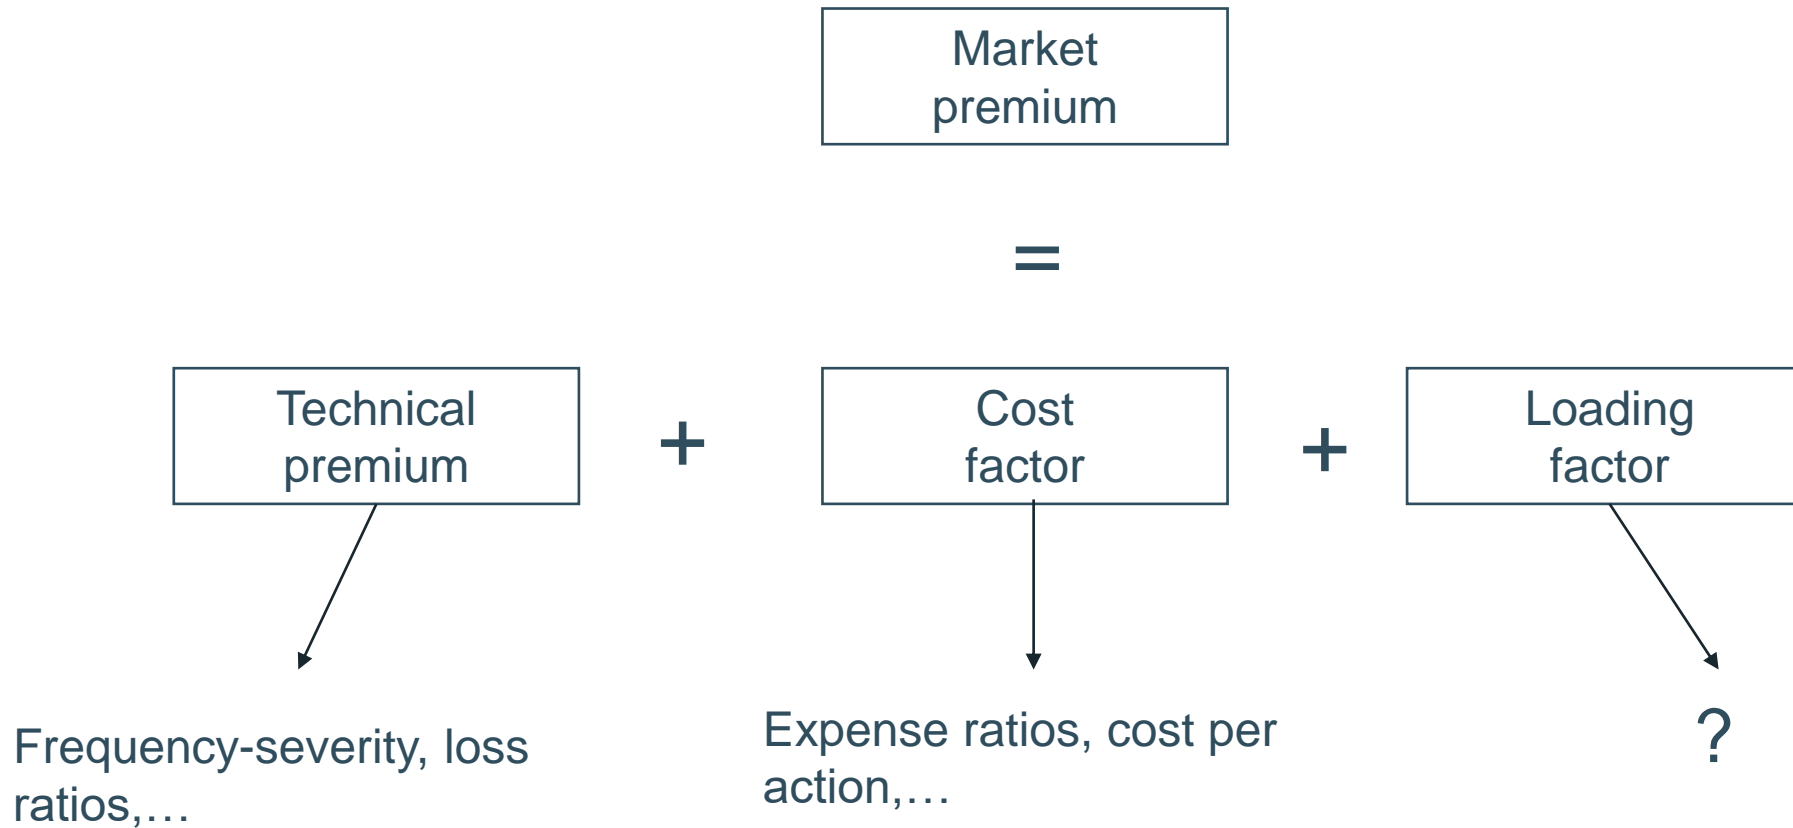 Market
premium
=
Technical
premium
+
Cost
factor
+
Loading
factor
Frequency-severity, loss
ratios,…
Expense ratios, cost per
action,…
?